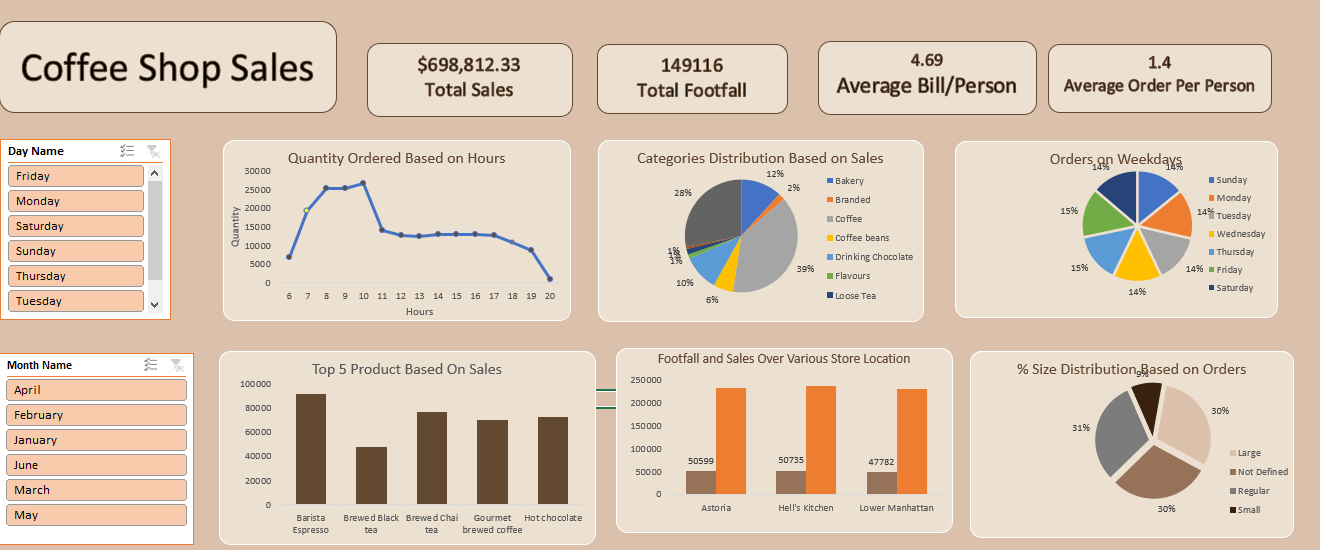 Coffee Shop Sales
$698,812.33
Total Sales
149116
Total Footfall
4.69
Average Bill/Person
1.4
Average Order Per Person
Day Name
Friday
Monday
Saturday
Sunday
Thursday
Tuesday
Quantity Ordered Based on Hours
Quantity
30000
25000
20000
15000
10000
5000
0
6 7 8 9 10 11 12 13 14 15 16 17 18 19 20
Hours
Categories Distribution Based on Sales
12%
2%
39%
6%
10%
1%
1%
28%
Bakery
Branded
Coffee
Coffee beans
Drinking Chocolate
Flavours
Loose Tea
Orders on Weekdays
14%
14%
14%
14%
14%
15%
15%
Sunday
Monday
Tuesday
Wednesday
Thursday
Friday
Saturday
Month Name
April
February
January
June
March
May
Top 5 Product Based On Sales
100000
80000
60000
40000
20000
0
Barista
Espresso
Brewed Black
tea
Brewed Chai
tea
Gourmet
brewed coffee
Hot chocolate
Footfall and Sales Over Various Store Location
250000
200000
150000
100000
50000
0
50599
50735
47782
Astoria
Hell's Kitchen
Lower Manhattan
% Size Distribution Based on Orders
9%
30%
30%
31%
Large
Not Defined
Regular
Small